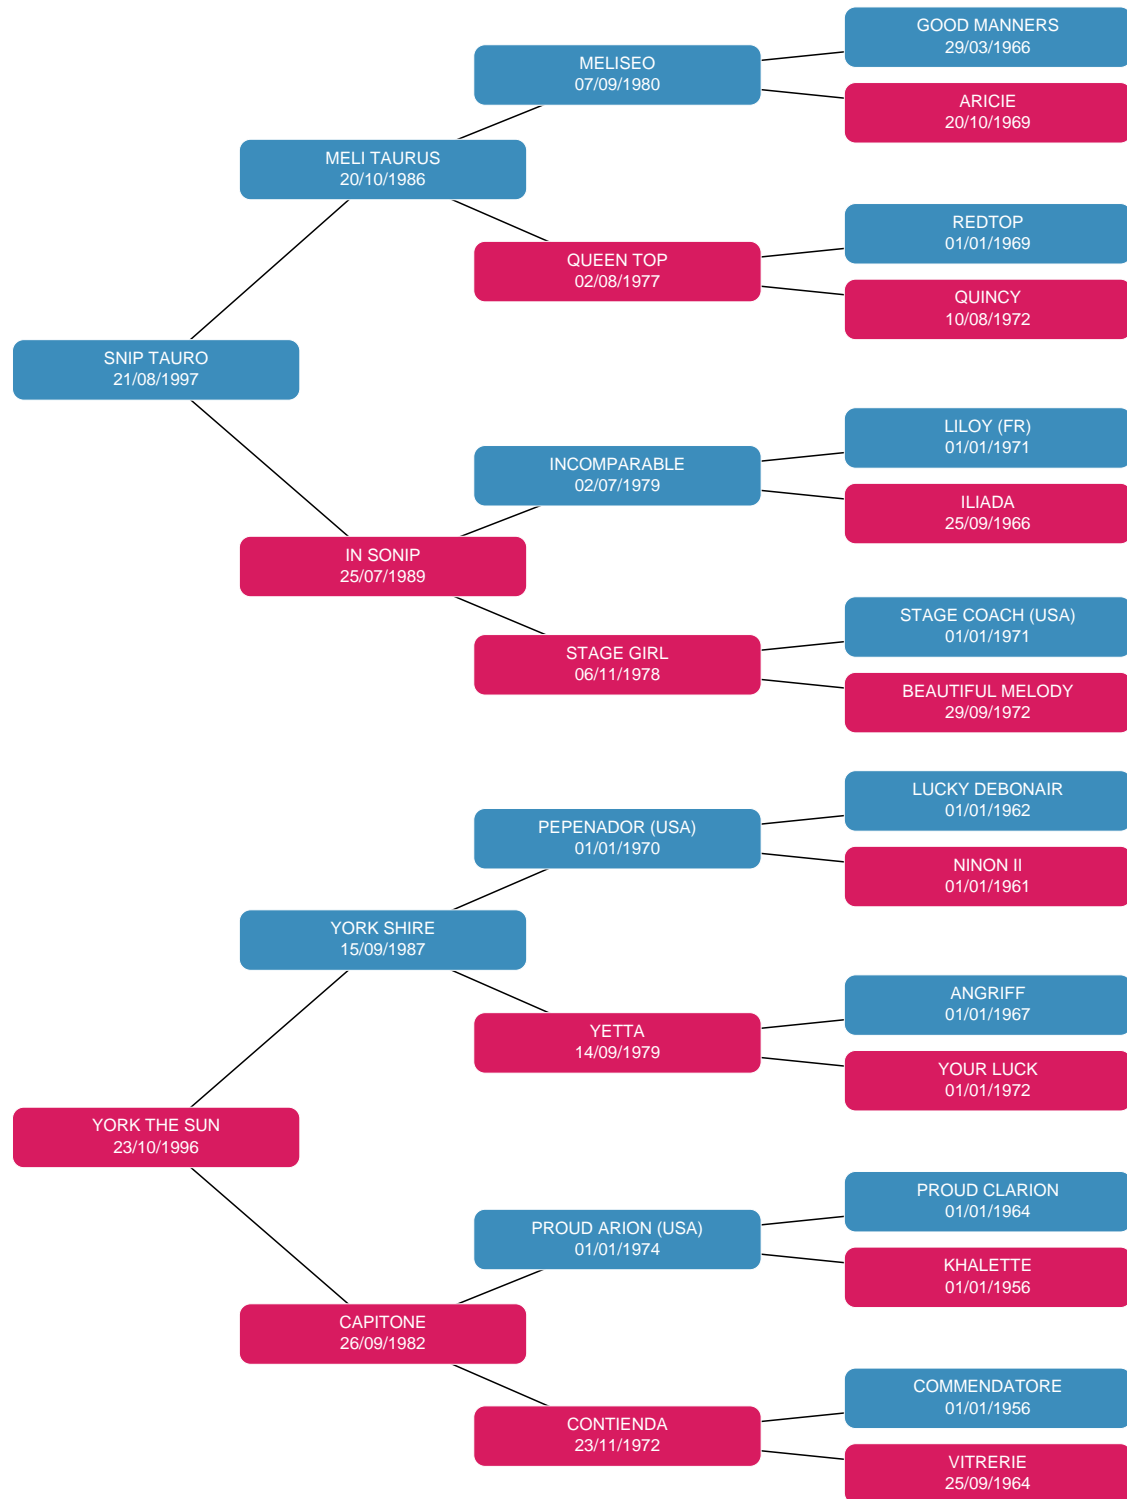 GOOD MANNERS
29/03/1966
MELISEO
07/09/1980
ARICIE
20/10/1969
MELI TAURUS
20/10/1986
REDTOP
01/01/1969
QUEEN TOP
02/08/1977
QUINCY
10/08/1972
SNIP TAURO
21/08/1997
LILOY (FR)
01/01/1971
INCOMPARABLE
02/07/1979
ILIADA
25/09/1966
IN SONIP
25/07/1989
STAGE COACH (USA)
01/01/1971
STAGE GIRL
06/11/1978
BEAUTIFUL MELODY
29/09/1972
LUCKY DEBONAIR
01/01/1962
PEPENADOR (USA)
01/01/1970
NINON II
01/01/1961
YORK SHIRE
15/09/1987
ANGRIFF
01/01/1967
YETTA
14/09/1979
YOUR LUCK
01/01/1972
YORK THE SUN
23/10/1996
PROUD CLARION
01/01/1964
PROUD ARION (USA)
01/01/1974
KHALETTE
01/01/1956
CAPITONE
26/09/1982
COMMENDATORE
01/01/1956
CONTIENDA
23/11/1972
VITRERIE
25/09/1964